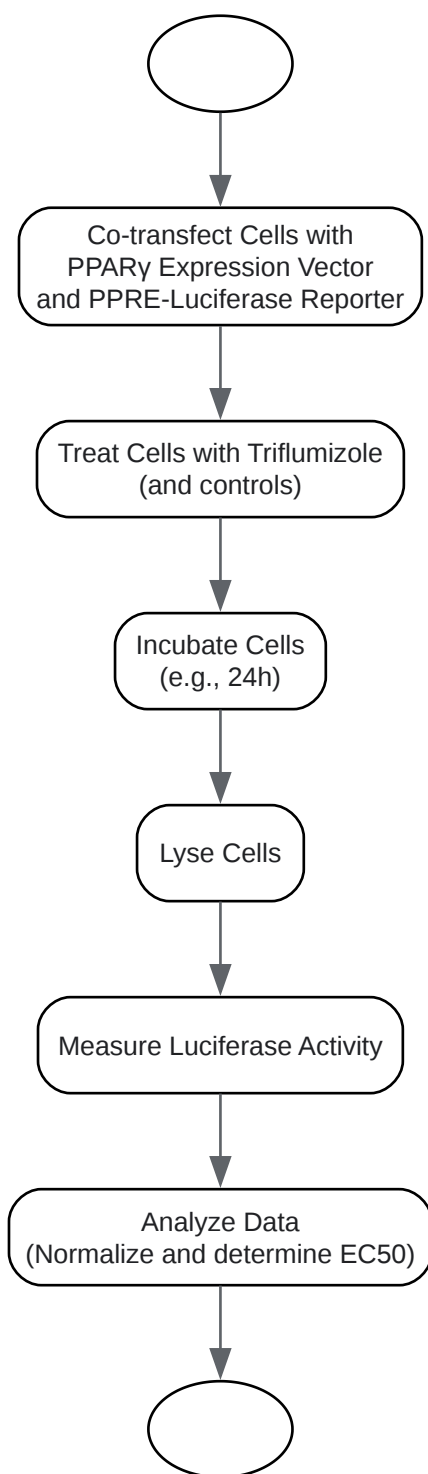 Co-transfect Cells with
PPARγ Expression Vector
and PPRE-Luciferase Reporter
Treat Cells with Triflumizole
(and controls)
Incubate Cells
(e.g., 24h)
Lyse Cells
Measure Luciferase Activity
Analyze Data
(Normalize and determine EC50)